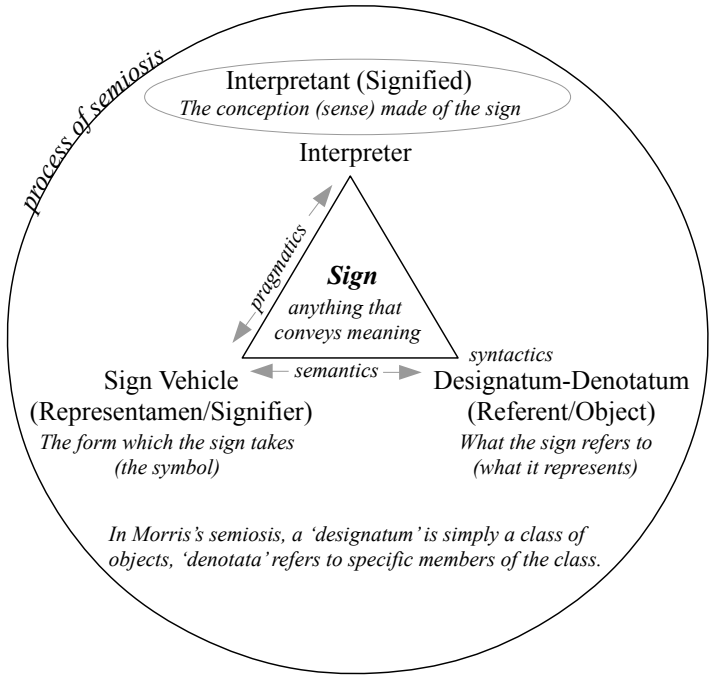 process of semiosis
Interpretant (Signified)
The conception (sense) made of the sign
Interpreter
pragmatics
Sign
anything that
conveys meaning
semantics
syntactics
Sign Vehicle
(Representamen/Signifier)
The form which the sign takes
(the symbol)
Designatum-Denotatum
(Referent/Object)
What the sign refers to
(what it represents)
In Morris's semiosis, a ‘designatum’ is simply a class of
objects, ‘denotata’ refers to specific members of the class.